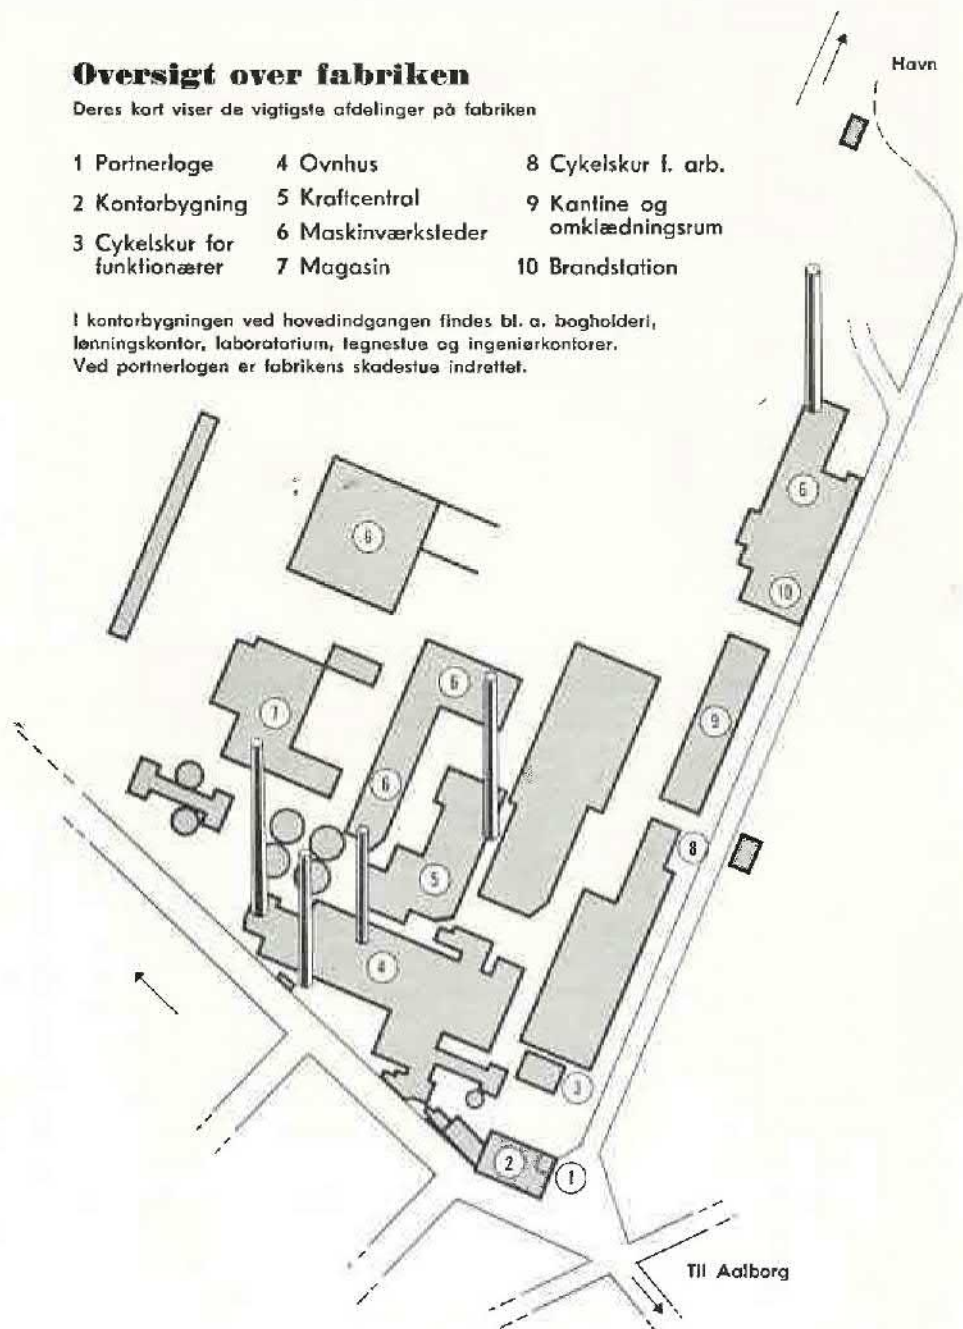 Oversigt over fabriken
Deres kort viser de vigtigste afdelinger på fabriken
1 Portnerloge
2 Kontorbygning
3 Cykelskur for
funktionærer
4 Ovnhus
5 Kraftcentral
6 Maskinværksteder
7 Magasin
8 Cykelskur f. arb.
9 Kantine og
omklædningsrum
10 Brandstation
I kontorbygningen ved hovedindgangen findes bl. a. bogholderi,
lønningskontor, laboratorium, tegnestue og ingeniørkontorer.
Ved portnerlogen er fabrikens skadestue indrettet.
Havn
6
6
10
6
7
9
6
8
5
4
3
2
1
Til Aalborg